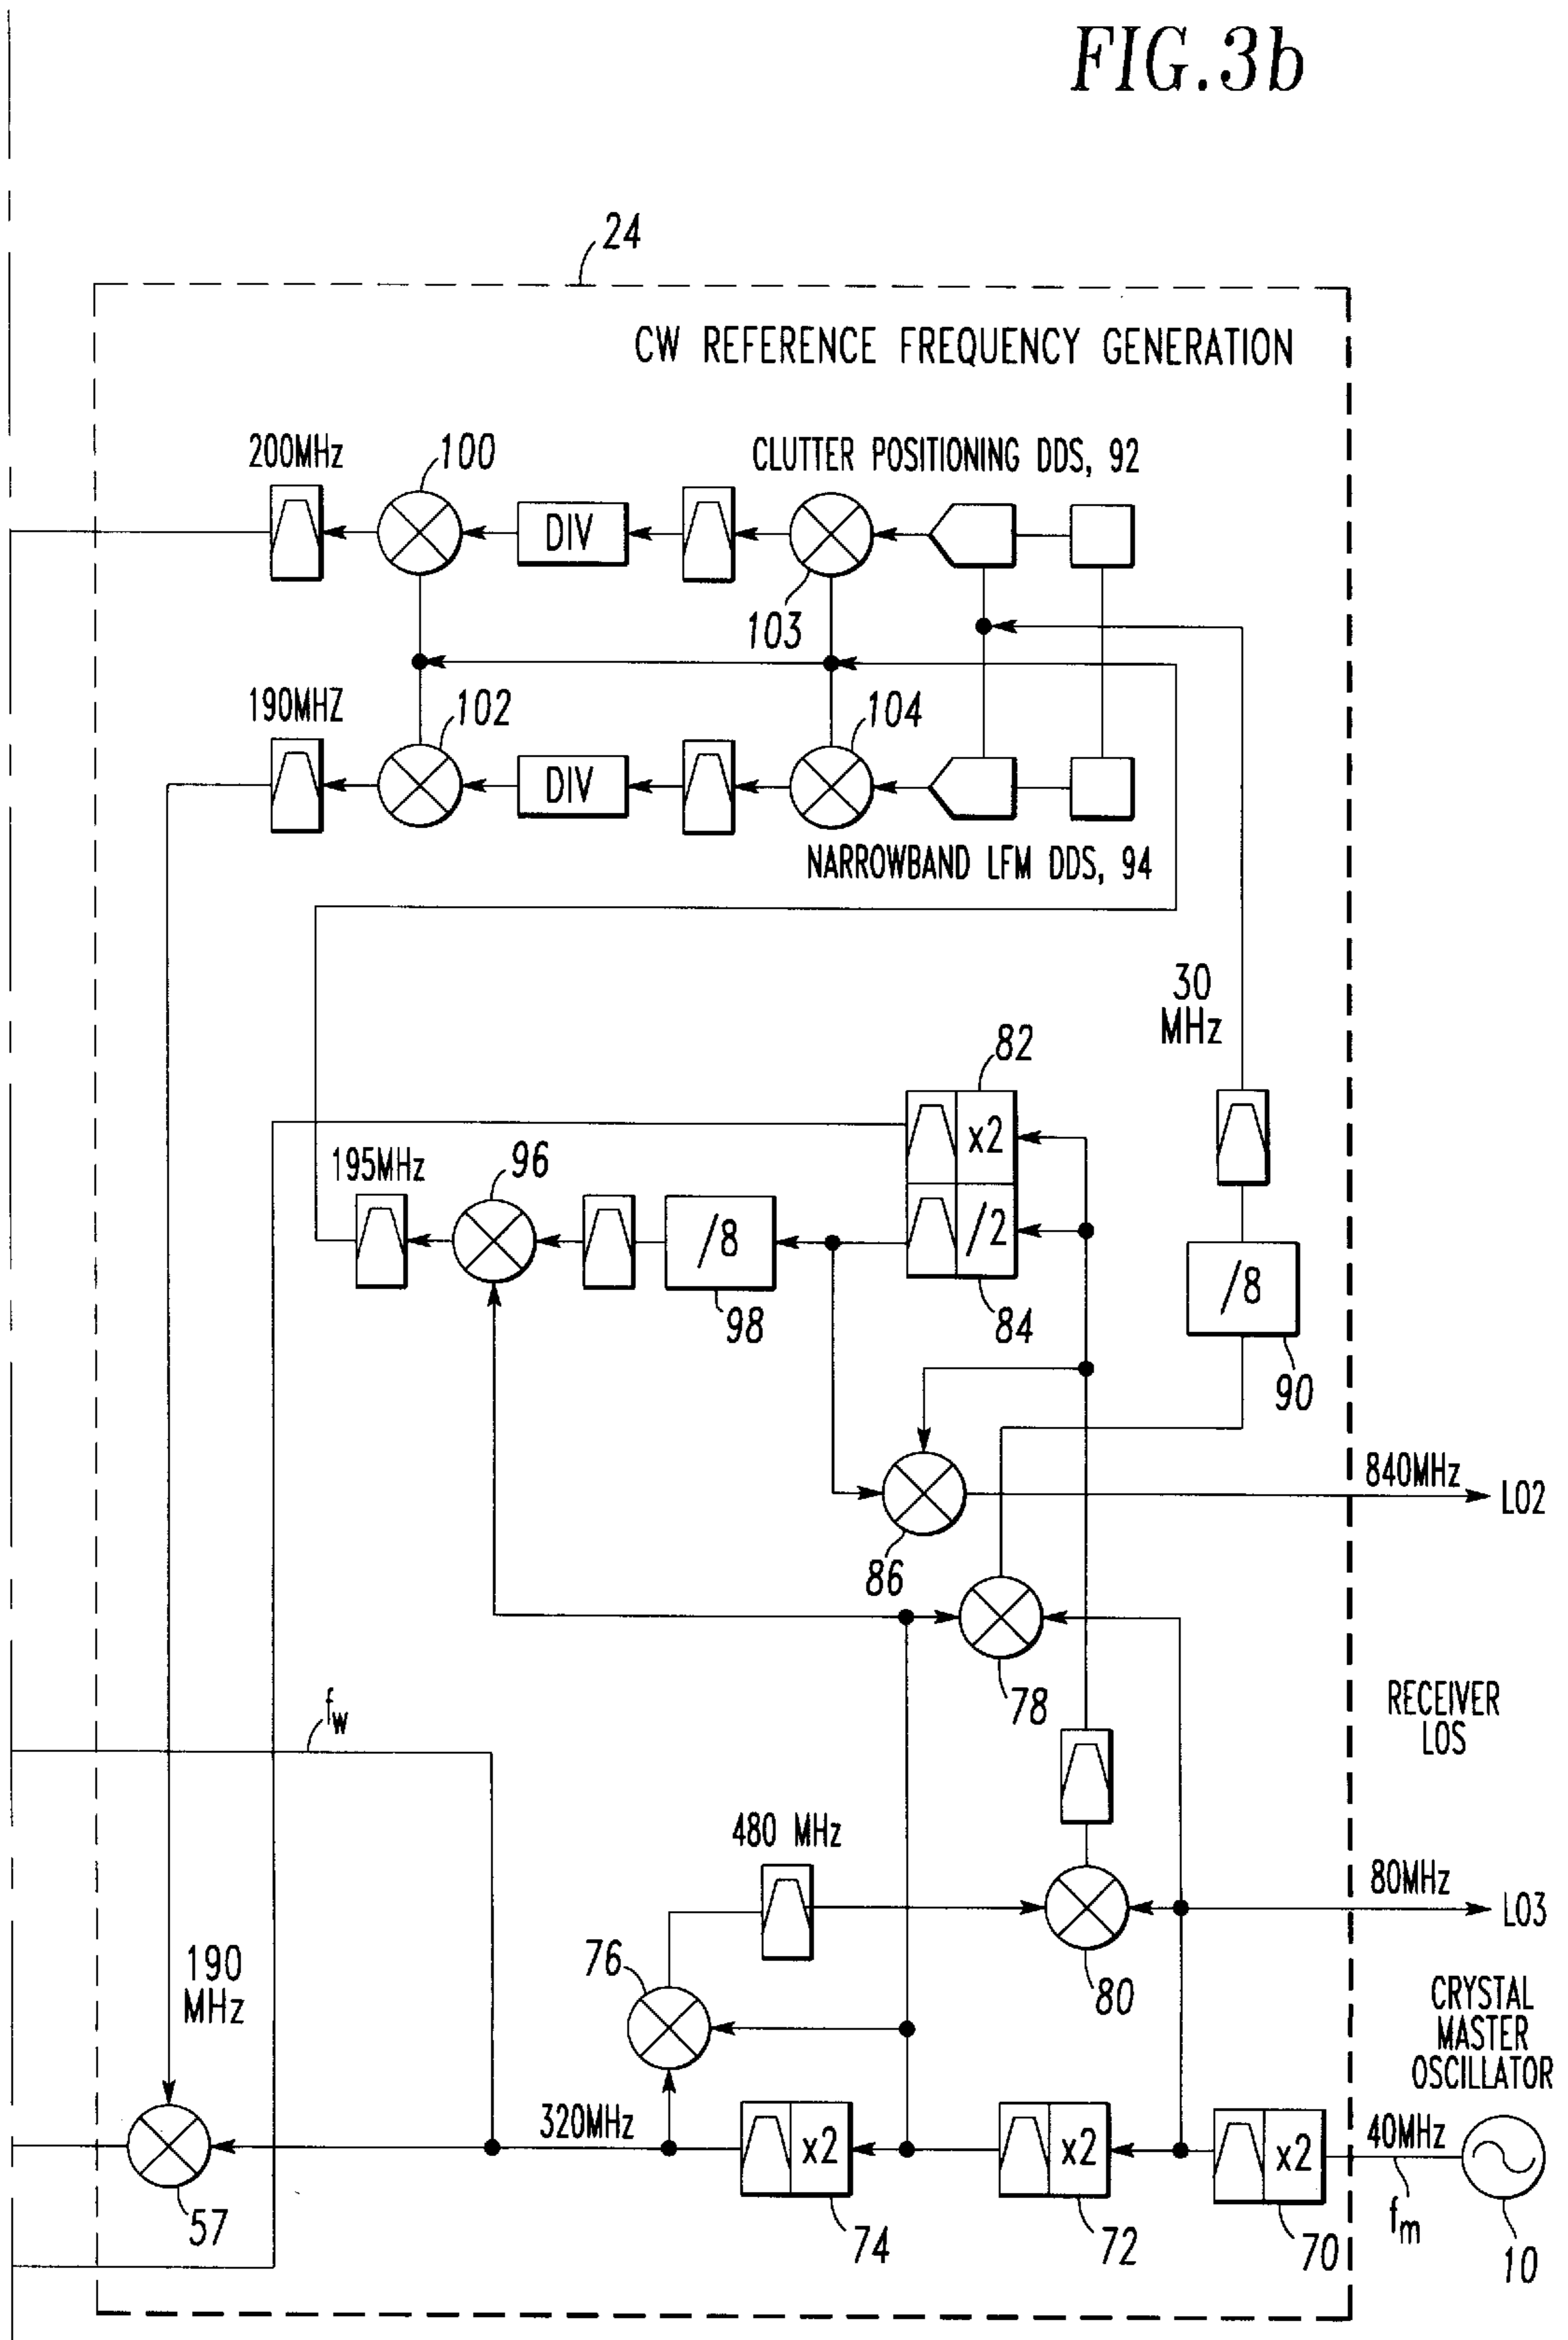 FIG.3b
24
CW REFERENCE FREQUENCY GENERATION
200MHz
100
CLUTTER POSITIONING DDS, 92
DIV
103
190MHZ
102
104
DIV
NARROWBAND LFM DDS, 94
30
MHz
82
x2
195MHz
96
/8
/2
98
84
/8
90
840MHz
LO2
86
78
RECEIVER
LOS
fw
480 MHz
80MHz
LO3
190
MHz
76
80
CRYSTAL
MASTER
OSCILLATOR
320MHz
x2
x2
x2
40MHz
57
74
72
70
fm
10